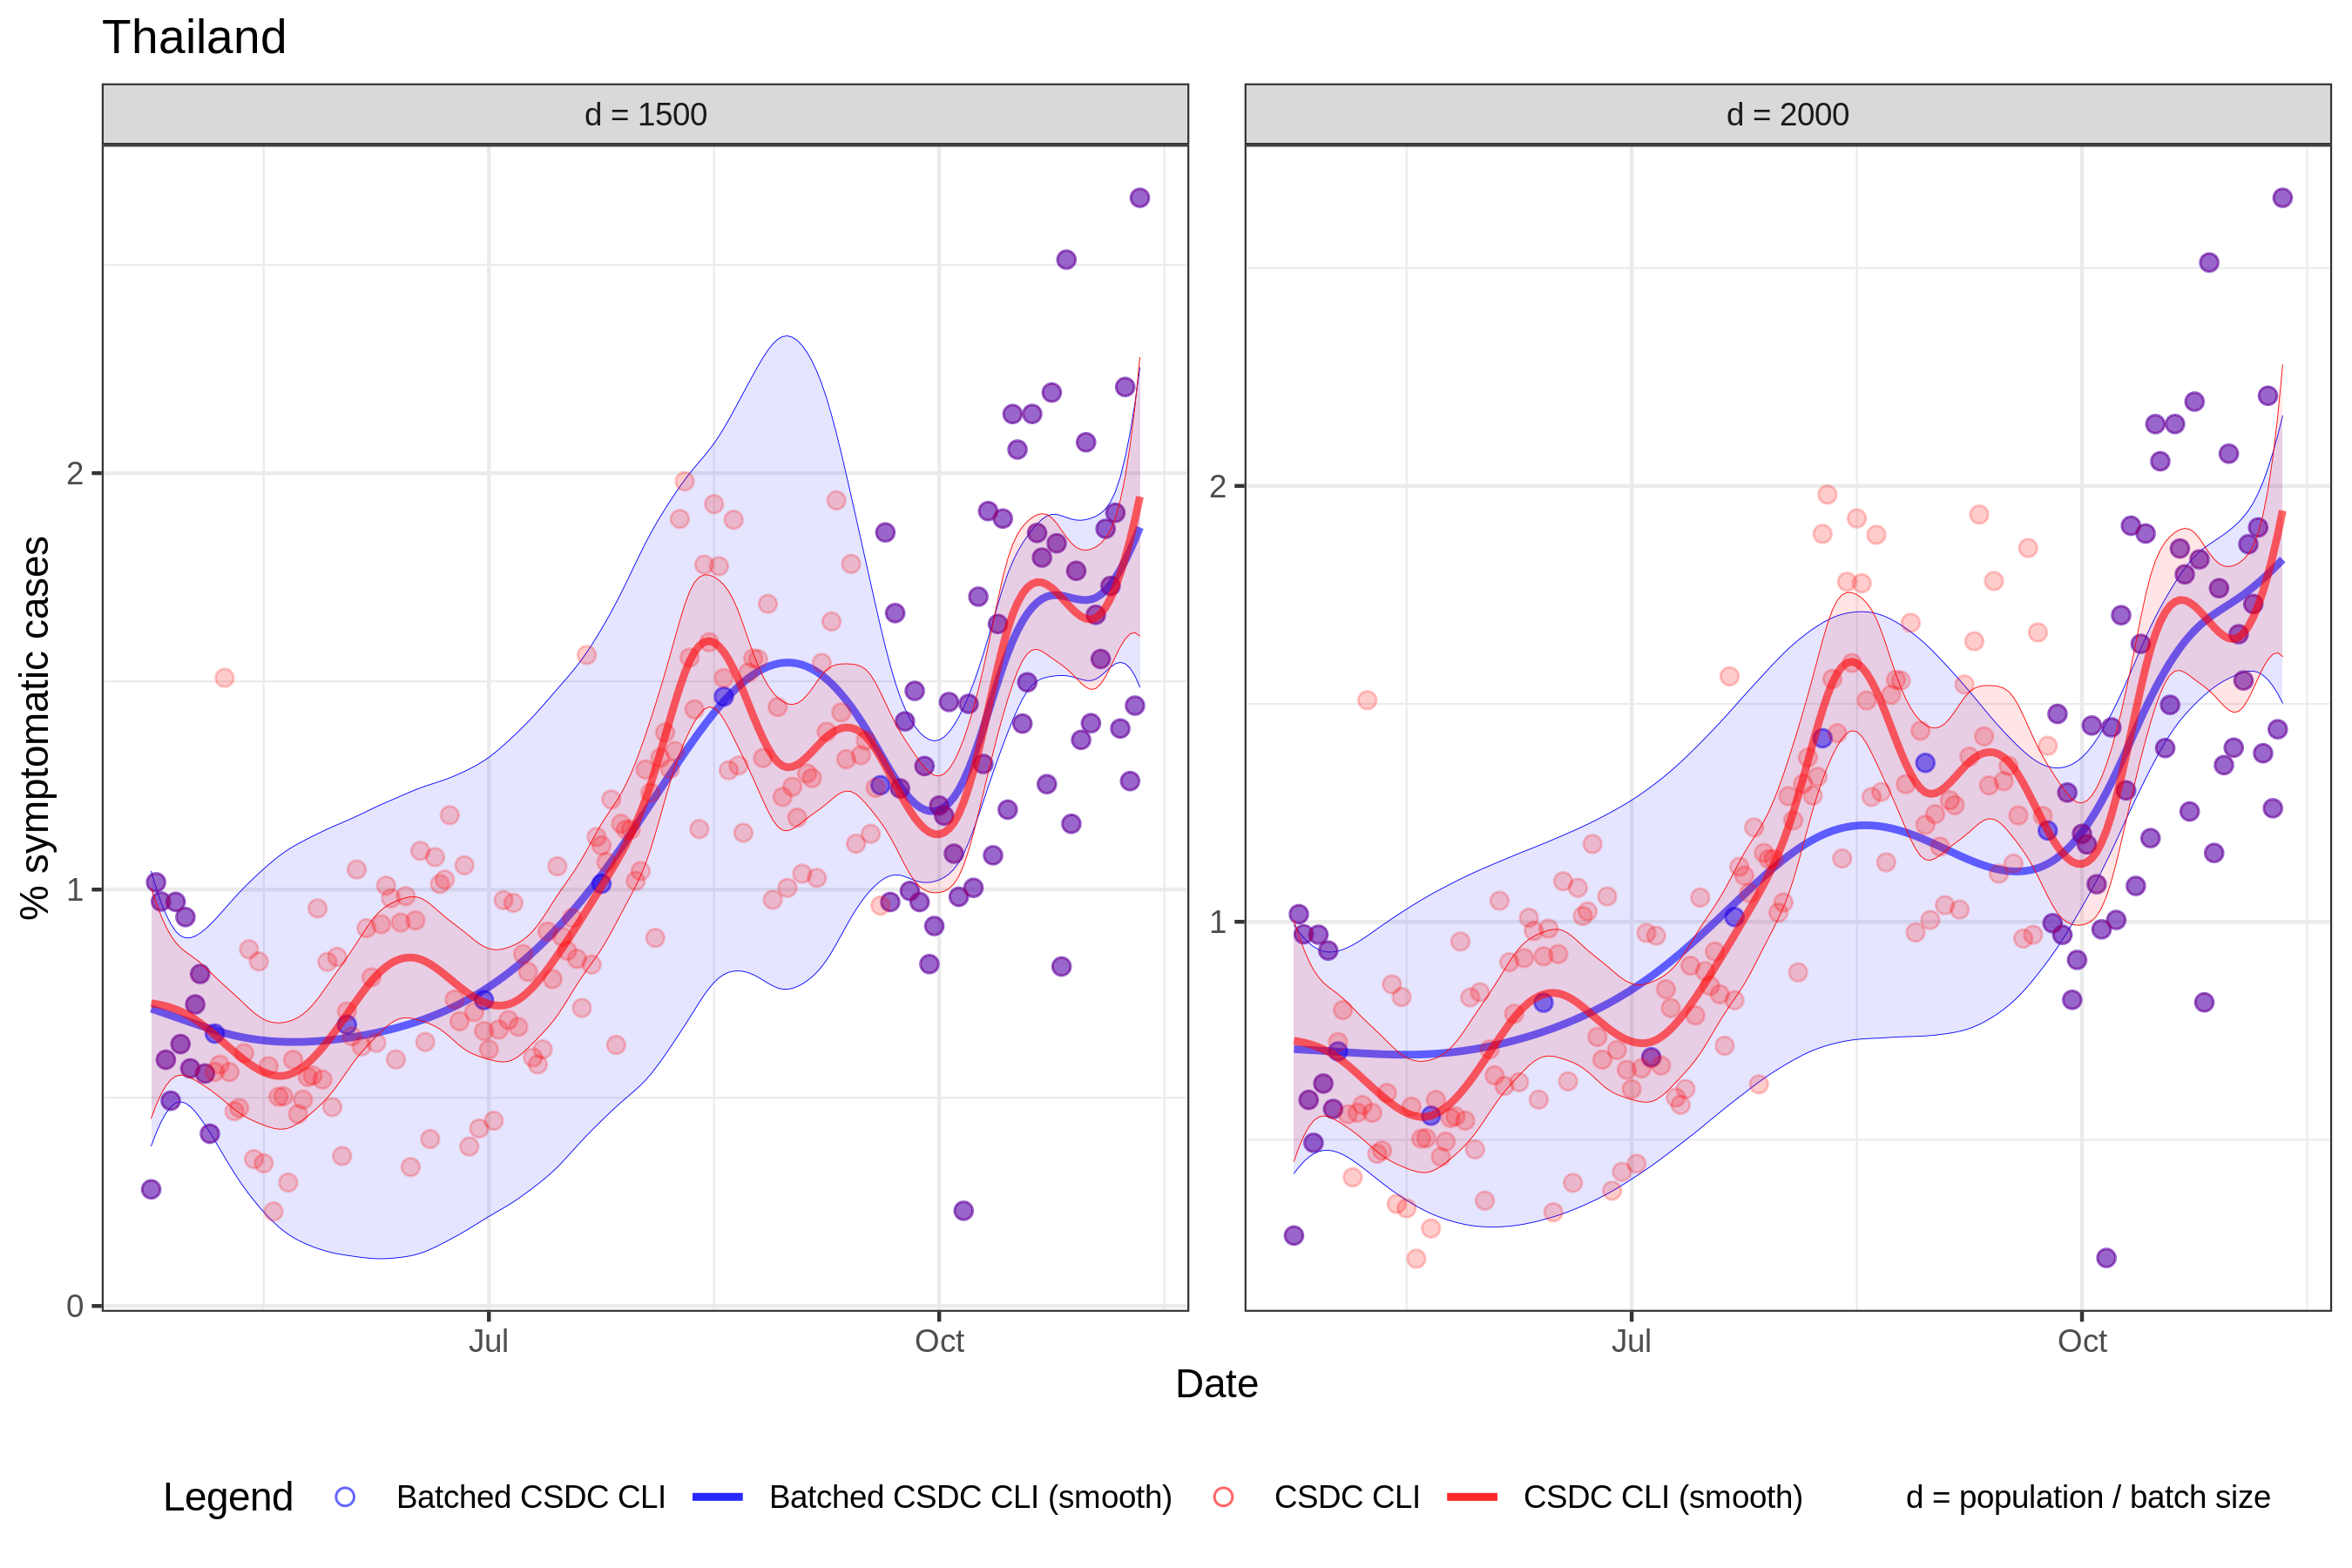 Thailand
d = 1500
d = 2000
% symptomatic cases
2
1
0
2
1
Jul
Oct
Jul
Oct
Date
Legend
Batched CSDC CLI
Batched CSDC CLI (smooth)
CSDC CLI
CSDC CLI (smooth)
d = population / batch size